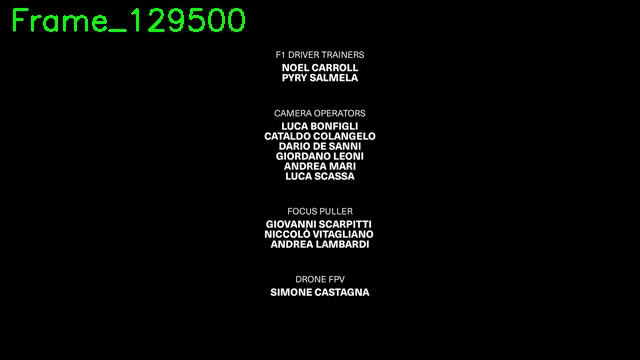 Frame_129500
F1 DRIVER TRAINERS
NOEL CARROLL
PYRY SALMELA
CAMERA OPERATORS
LUCA BONFIGLI
CATALDO COLANGELO
DARIO DE SANNI
GIORDANO LEONI
ANDREA MARI
LUCA SCASSA
FOCUS PULLER
GIOVANNI SCARPITTI
NICCOLÒ VITAGLIANO
ANDREA LAMBARDI
DRONE FPV
SIMONE CASTAGNA